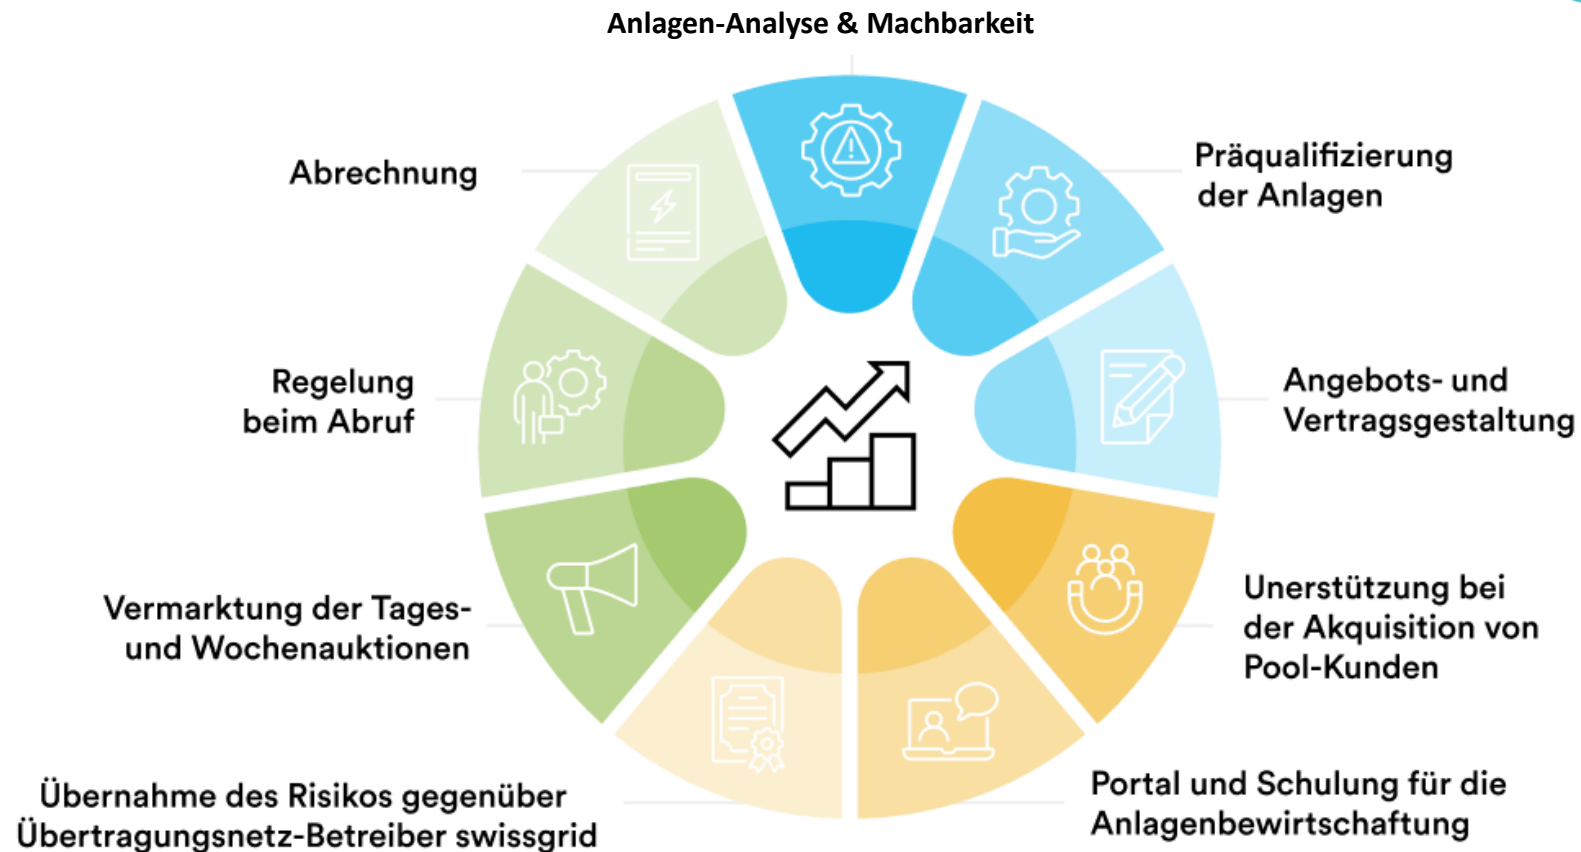 Anlagen-Analyse & Machbarkeit
Präqualifizierung
der Anlagen
Angebots- und
Vertragsgestaltung
Unerstützung bei
der Akquisition von
Pool-Kunden
Portal und Schulung für die
Anlagenbewirtschaftung
Übernahme des Risikos gegenüber
Übertragungsnetz-Betreiber swissgrid
Vermarktung der Tages-
und Wochenauktionen
Regelung
beim Abruf
Abrechnung